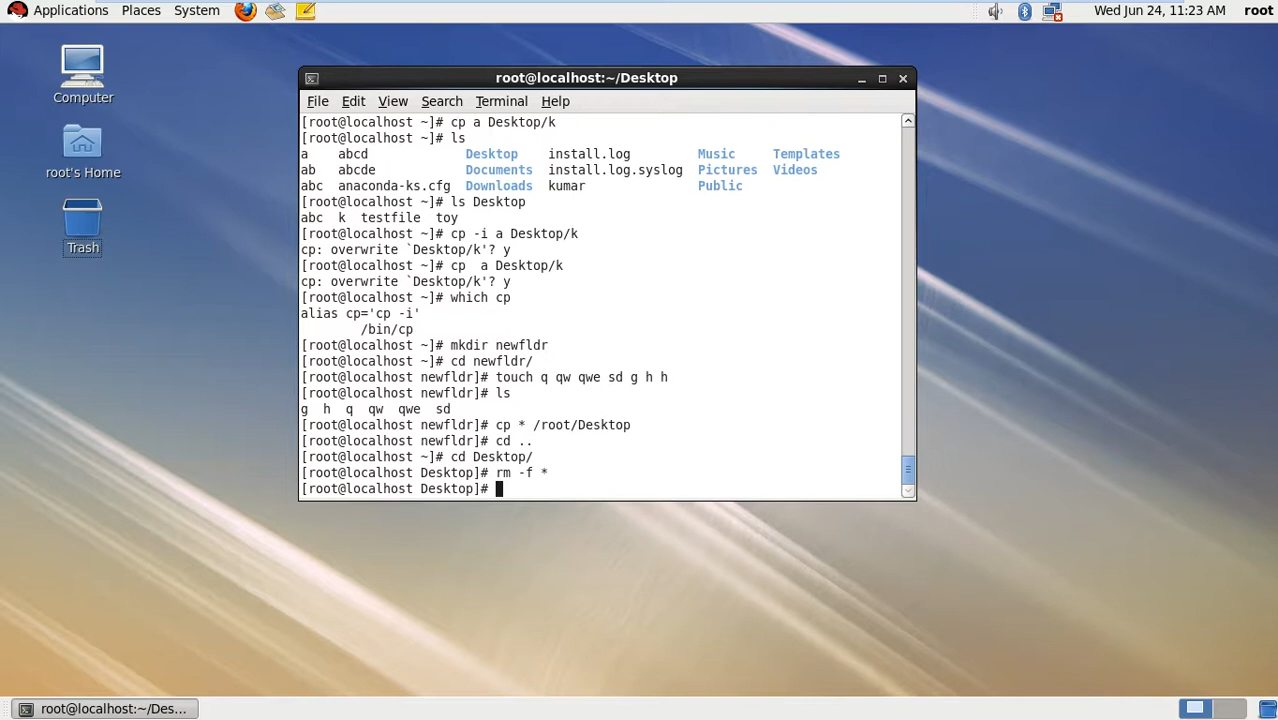 Applications Places System Wed Jun 24, 11:23 AM root
Computer
root's Home
Trash
root@localhost:~/Desktop
File Edit View Search Terminal Help
[root@localhost ~]# cp a Desktop/k
[root@localhost ~]# ls
a abcd Desktop install.log Music Templates
ab abcde Documents install.log.syslog Pictures Videos
abc anaconda-ks.cfg Downloads kumar Public
[root@localhost ~]# ls Desktop
abc k testfile toy
[root@localhost ~]# cp -i a Desktop/k
cp: overwrite `Desktop/k'? y
[root@localhost ~]# cp  a Desktop/k
cp: overwrite `Desktop/k'? y
[root@localhost ~]# which cp
alias cp='cp -i'
/bin/cp
[root@localhost ~]# mkdir newfldr
[root@localhost ~]# cd newfldr/
[root@localhost newfldr]# touch q qw qwe sd g h h
[root@localhost newfldr]# ls
g h q qw qwe sd
[root@localhost newfldr]# cp * /root/Desktop
[root@localhost newfldr]# cd ..
[root@localhost ~]# cd Desktop/
[root@localhost Desktop]# rm -f *
[root@localhost Desktop]#
root@localhost:~/Des...